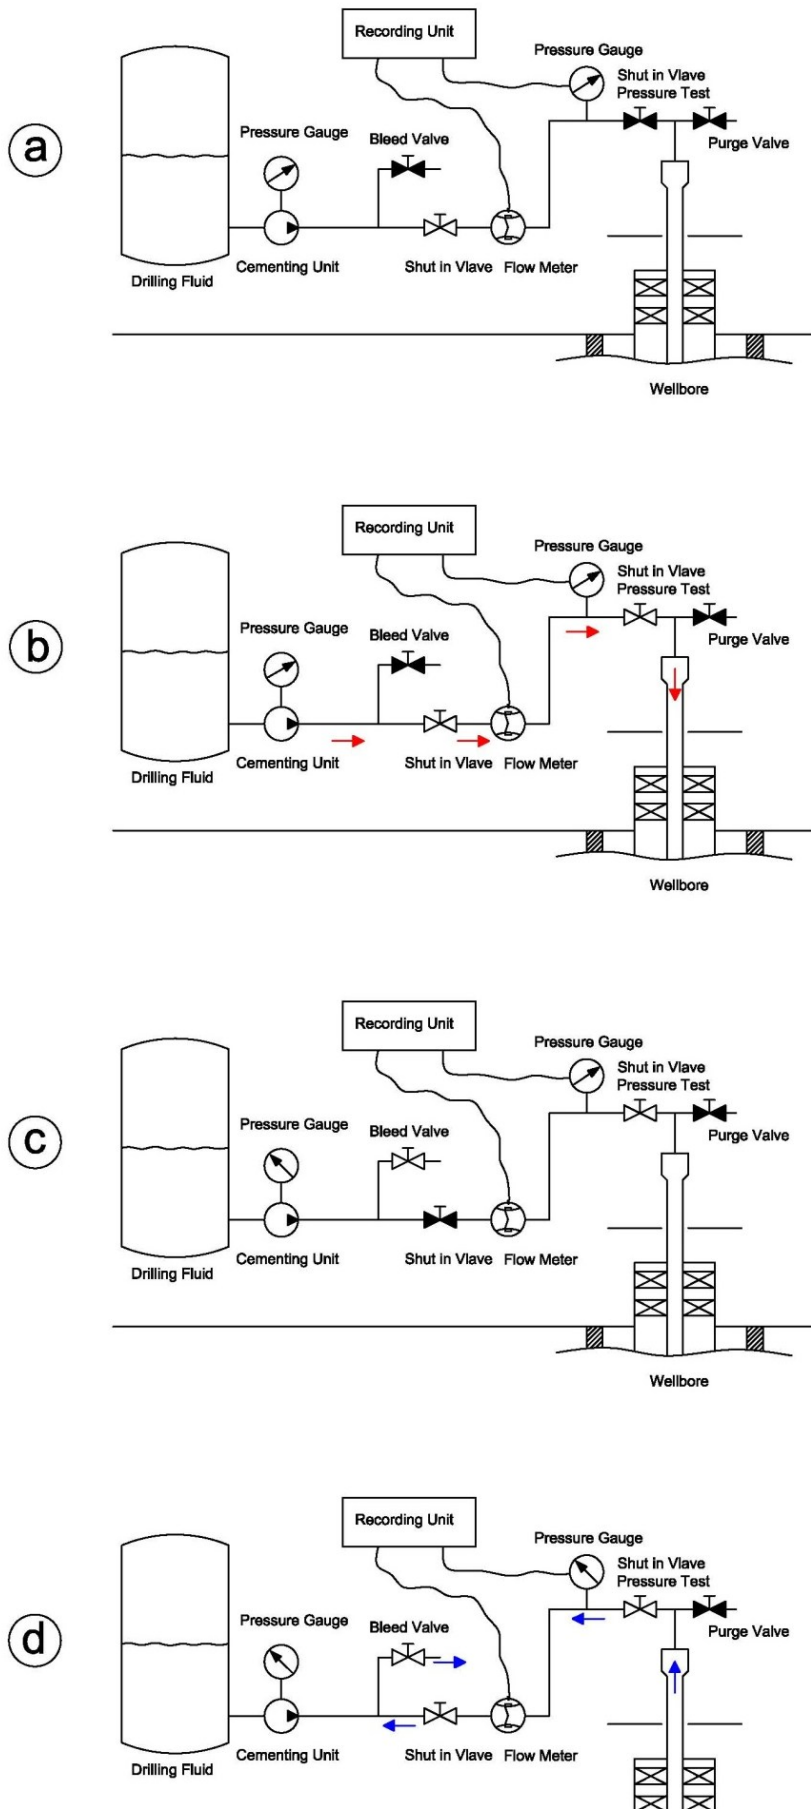 a
Recording Unit
Pressure Gauge
Shut in Vlave
Pressure Test
Pressure Gauge
Bleed Valve
Purge Valve
Cementing Unit
Shut in Vlave
Flow Meter
Drilling Fluid
Wellbore
b
Recording Unit
Pressure Gauge
Shut in Vlave
Pressure Test
Pressure Gauge
Bleed Valve
Purge Valve
Cementing Unit
Shut in Vlave
Flow Meter
Drilling Fluid
Wellbore
c
Recording Unit
Pressure Gauge
Shut in Vlave
Pressure Test
Pressure Gauge
Bleed Valve
Purge Valve
Cementing Unit
Shut in Vlave
Flow Meter
Drilling Fluid
Wellbore
d
Recording Unit
Pressure Gauge
Shut in Vlave
Pressure Test
Pressure Gauge
Bleed Valve
Purge Valve
Cementing Unit
Shut in Vlave
Flow Meter
Drilling Fluid